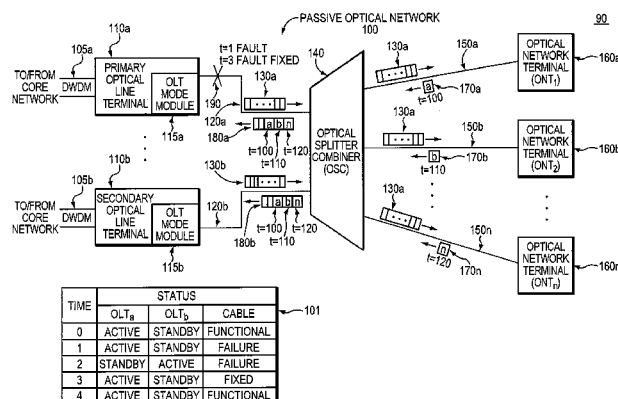 PASSIVE OPTICAL NETWORK
100
90
110a
105a
TO/FROM
CORE
NETWORK
DWDM
PRIMARY
OPTICAL
LINE
TERMINAL
OLT
MODE
MODULE
115a
t=1 FAULT
t=3 FAULT FIXED
130a
190
120a
180a
a b n
t=100
t=110
t=120
140
OPTICAL
SPLITTER
COMBINER
(OSC)
130a
150a
a
t=100
170a
OPTICAL
NETWORK
TERMINAL
(ONT1)
160a
130a
150b
b
t=110
170b
OPTICAL
NETWORK
TERMINAL
(ONT2)
160b
110b
105b
TO/FROM
CORE
NETWORK
DWDM
SECONDARY
OPTICAL
LINE
TERMINAL
OLT
MODE
MODULE
115b
130b
120b
180b
a b n
t=100
t=110
t=120
130a
150n
n
t=120
170n
OPTICAL
NETWORK
TERMINAL
(ONTn)
160n
101
TIME STATUS
OLTa OLTb CABLE
0 ACTIVE STANDBY FUNCTIONAL
1 ACTIVE STANDBY FAILURE
2 STANDBY ACTIVE FAILURE
3 ACTIVE STANDBY FIXED
4 ACTIVE STANDBY FUNCTIONAL